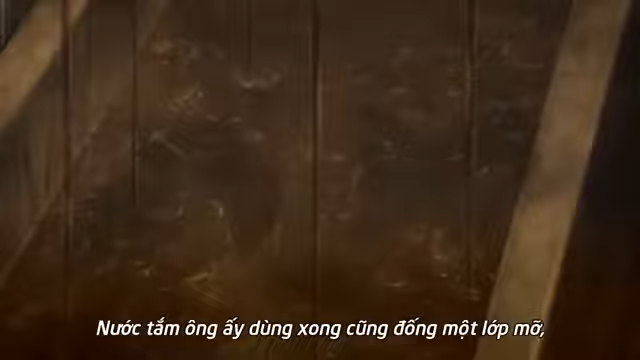 Nước tắm ông ấy dùng xong cũng đống một lớp mỡ,